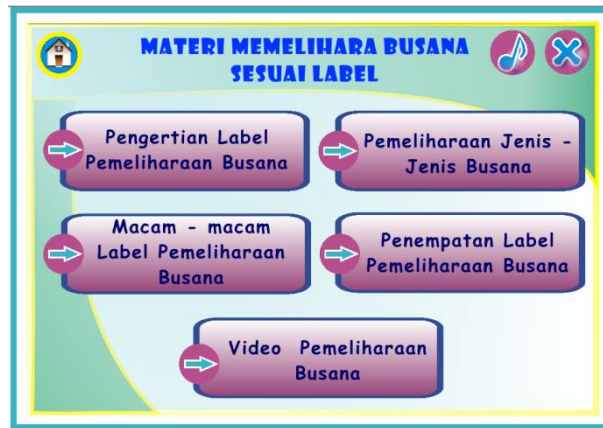 MATERI MEMELIHARA BUSANA
SESUAI LABEL
Pengertian Label
Pemeliharaan Busana
Pemeliharaan Jenis -
Jenis Busana
Macam - macam
Label Pemeliharaan
Busana
Penempatan Label
Pemeliharaan Busana
Video Pemeliharaan
Busana